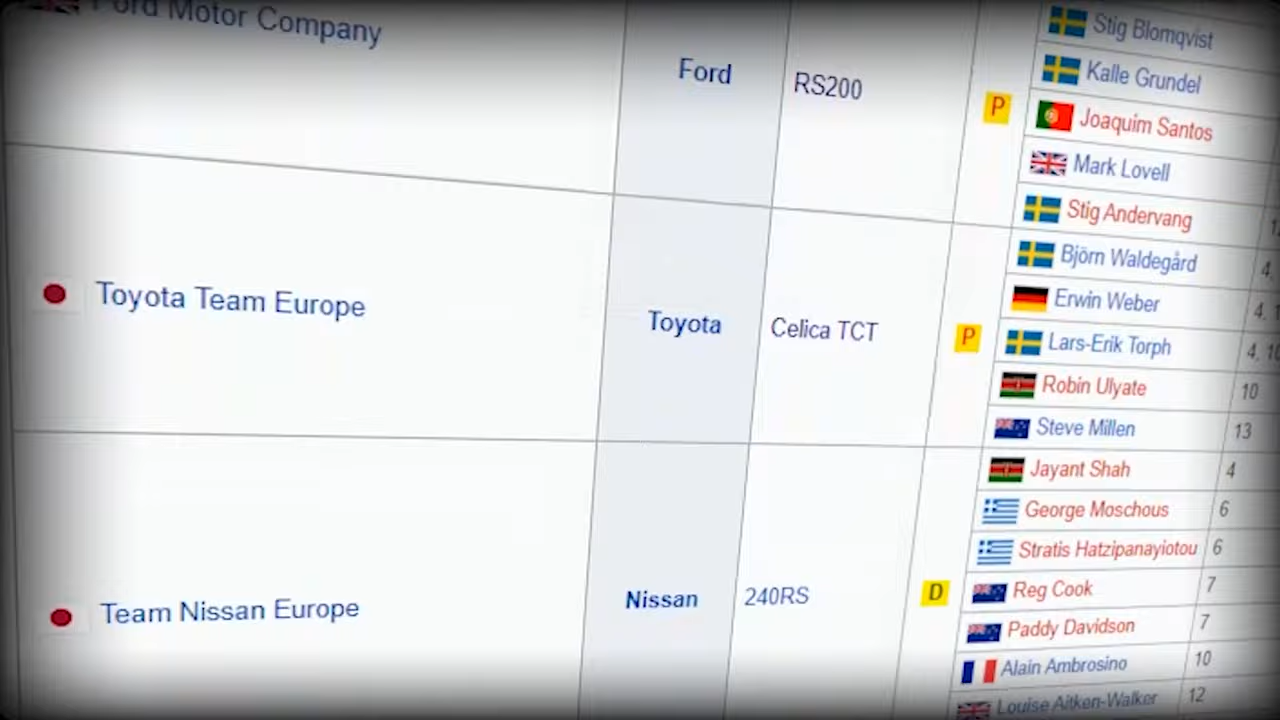 Ford Motor Company
Ford
RS200
P
Stig Blomqvist
Kalle Grundel
Joaquim Santos
Mark Lovell
Stig Andervang
Toyota Team Europe
Toyota
Celica TCT
P
Björn Waldegård 4,
Erwin Weber 4,
Lars-Erik Torph 4, 10
Robin Ulyate 10
Steve Millen 13
Team Nissan Europe
Nissan
240RS
D
Jayant Shah 4
George Moschous 6
Stratis Hatzipanayiotou 6
Reg Cook 7
Paddy Davidson 7
Alain Ambrosino 10
Louise Aitken-Walker 12